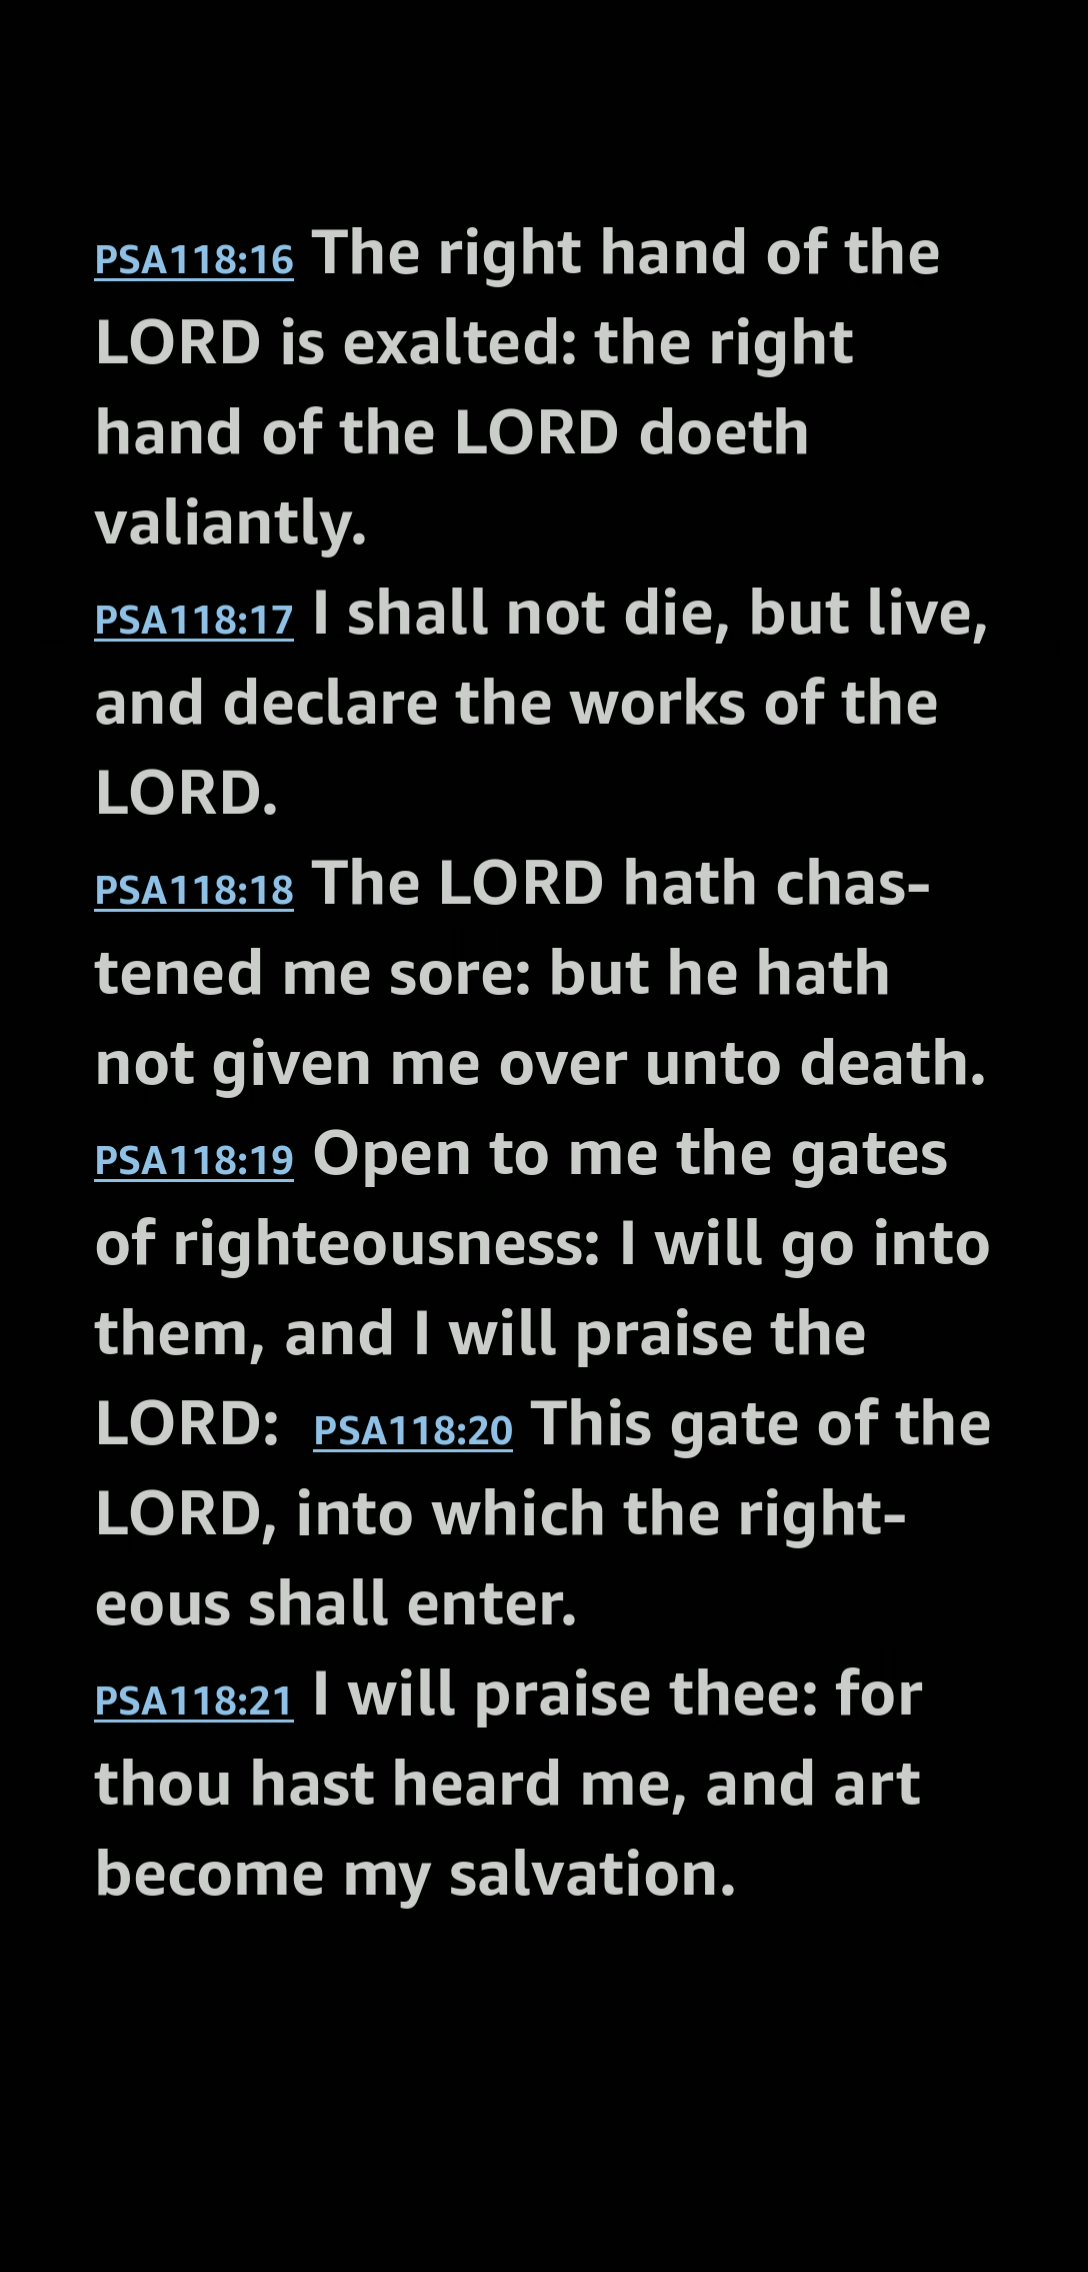 PSA118:16 The right hand of the
LORD is exalted: the right
hand of the LORD doeth
valiantly.
PSA118:17 I shall not die, but live,
and declare the works of the
LORD.
PSA118:18 The LORD hath chas-
tened me sore: but he hath
not given me over unto death.
PSA118:19 Open to me the gates
of righteousness: I will go into
them, and I will praise the
LORD: PSA118:20 This gate of the
LORD, into which the right-
eous shall enter.
PSA118:21 I will praise thee: for
thou hast heard me, and art
become my salvation.